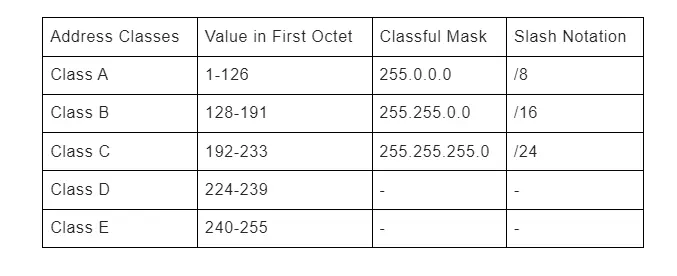 Address Classes Value in First Octet Classful Mask Slash Notation
Class A 1-126 255.0.0.0 /8
Class B 128-191 255.255.0.0 /16
Class C 192-233 255.255.255.0 /24
Class D 224-239 - -
Class E 240-255 - -